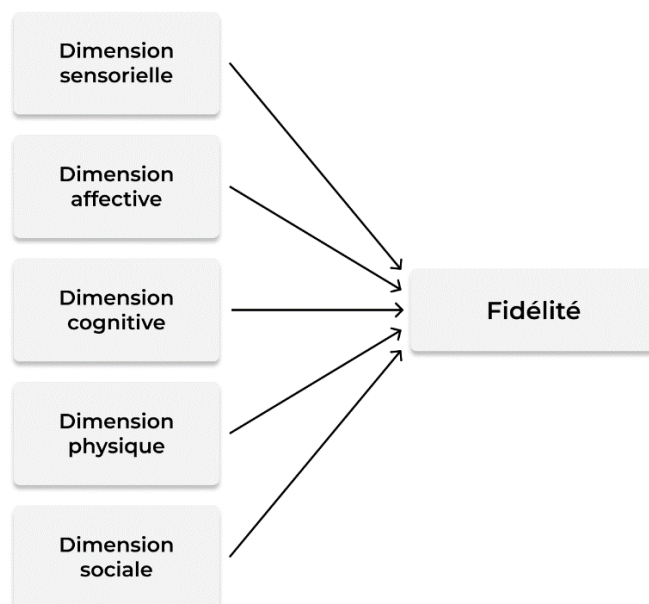 Dimension
sensorielle
Dimension
affective
Dimension
cognitive
Fidélité
Dimension
physique
Dimension
sociale